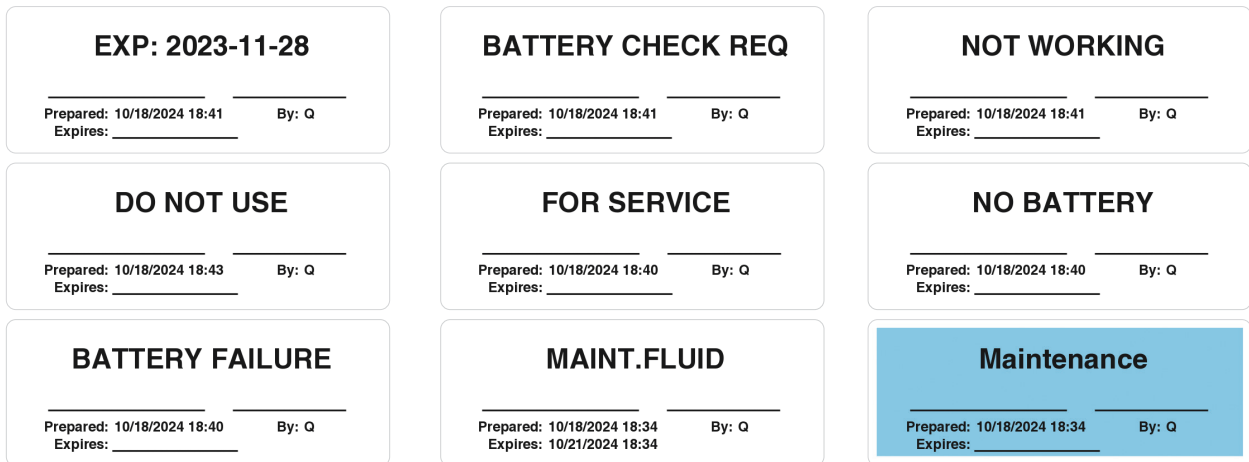 EXP: 2023-11-28
Prepared: 10/18/2024 18:41 By: Q
Expires:
BATTERY CHECK REQ
Prepared: 10/18/2024 18:41 By: Q
Expires:
NOT WORKING
Prepared: 10/18/2024 18:41 By: Q
Expires:
DO NOT USE
Prepared: 10/18/2024 18:43 By: Q
Expires:
FOR SERVICE
Prepared: 10/18/2024 18:40 By: Q
Expires:
NO BATTERY
Prepared: 10/18/2024 18:40 By: Q
Expires:
BATTERY FAILURE
Prepared: 10/18/2024 18:40 By: Q
Expires:
MAINT.FLUID
Prepared: 10/18/2024 18:34 By: Q
Expires: 10/21/2024 18:34
Maintenance
Prepared: 10/18/2024 18:34 By: Q
Expires: